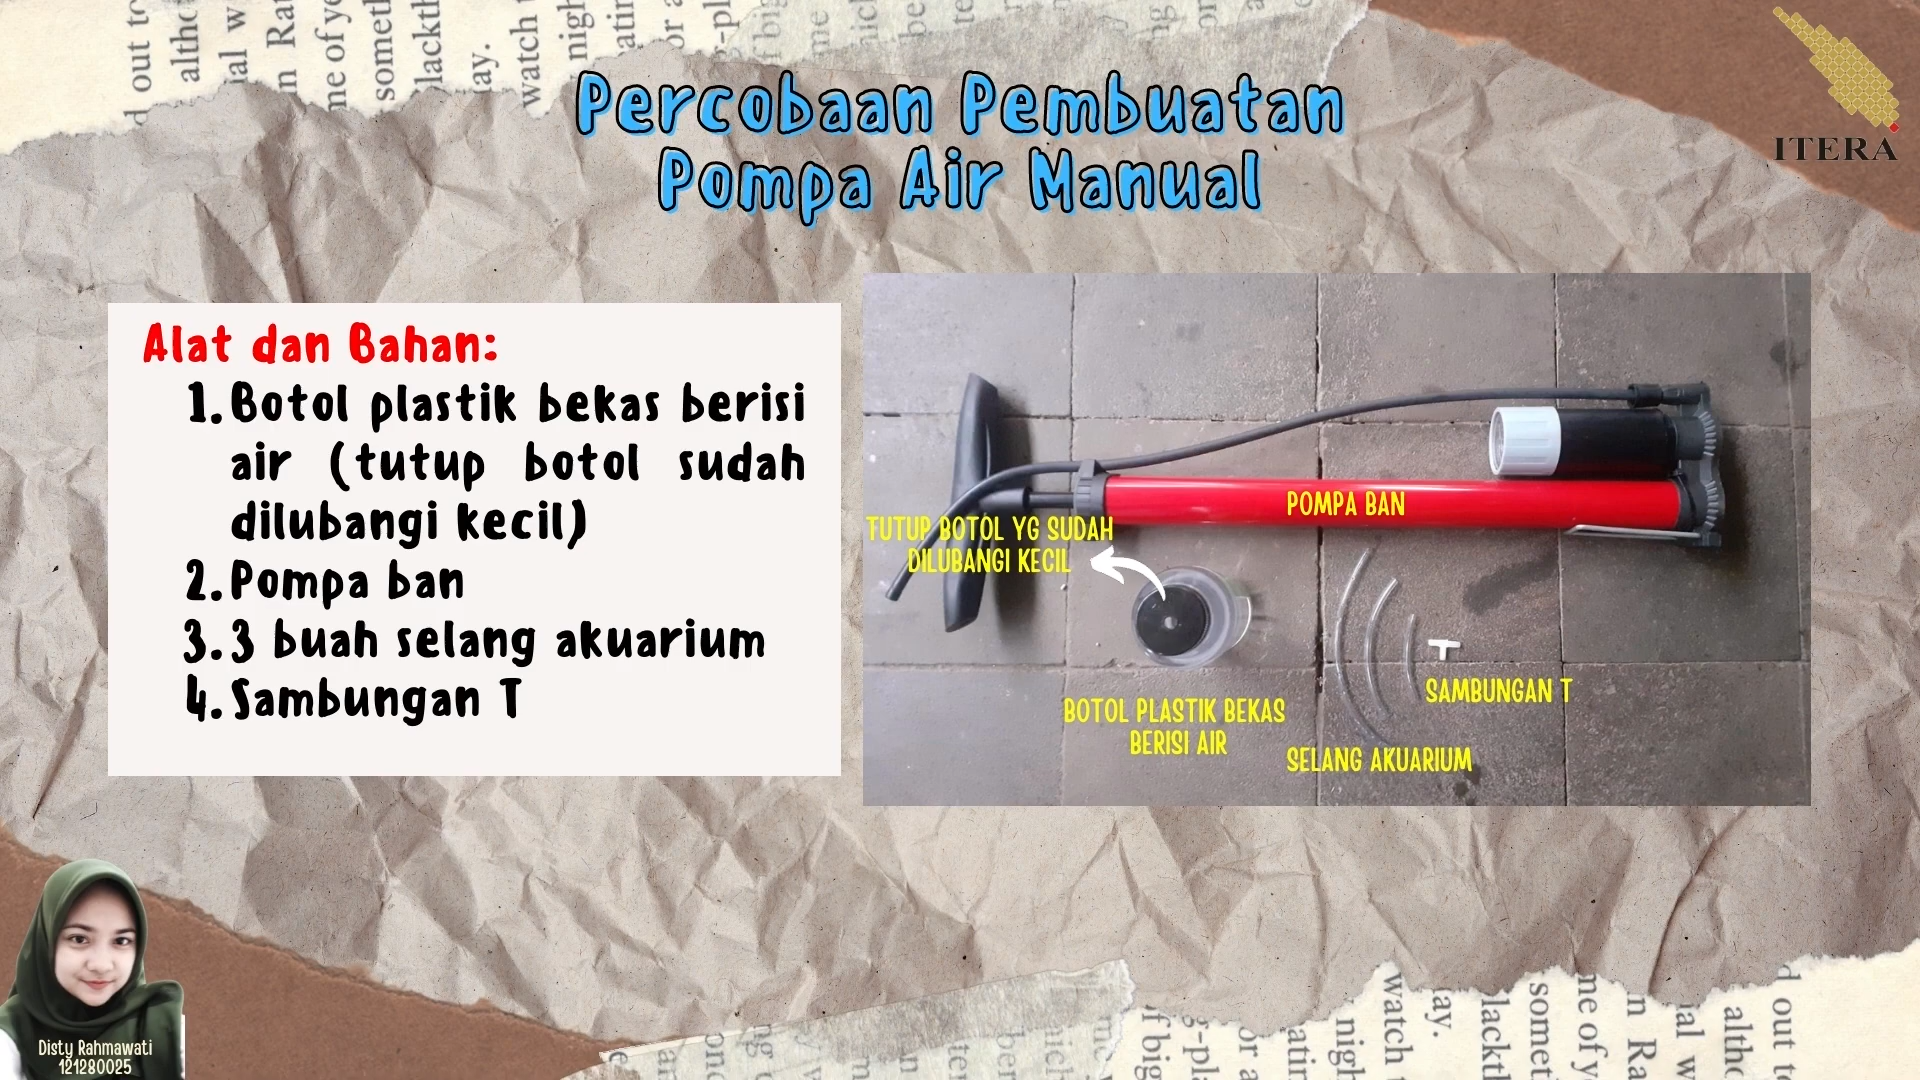 Percobaan Pembuatan
Pompa Air Manual
ITERA
Alat dan Bahan:
1. Botol plastik bekas berisi
air (tutup botol sudah
dilubangi kecil)
2. Pompa ban
3. 3 buah selang akuarium
4. Sambungan T
POMPA BAN
TUTUP BOTOL YG SUDAH
DILUBANGI KECIL
BOTOL PLASTIK BEKAS
BERISI AIR
SAMBUNGAN T
SELANG AKUARIUM
Disty Rahmawati
121280025